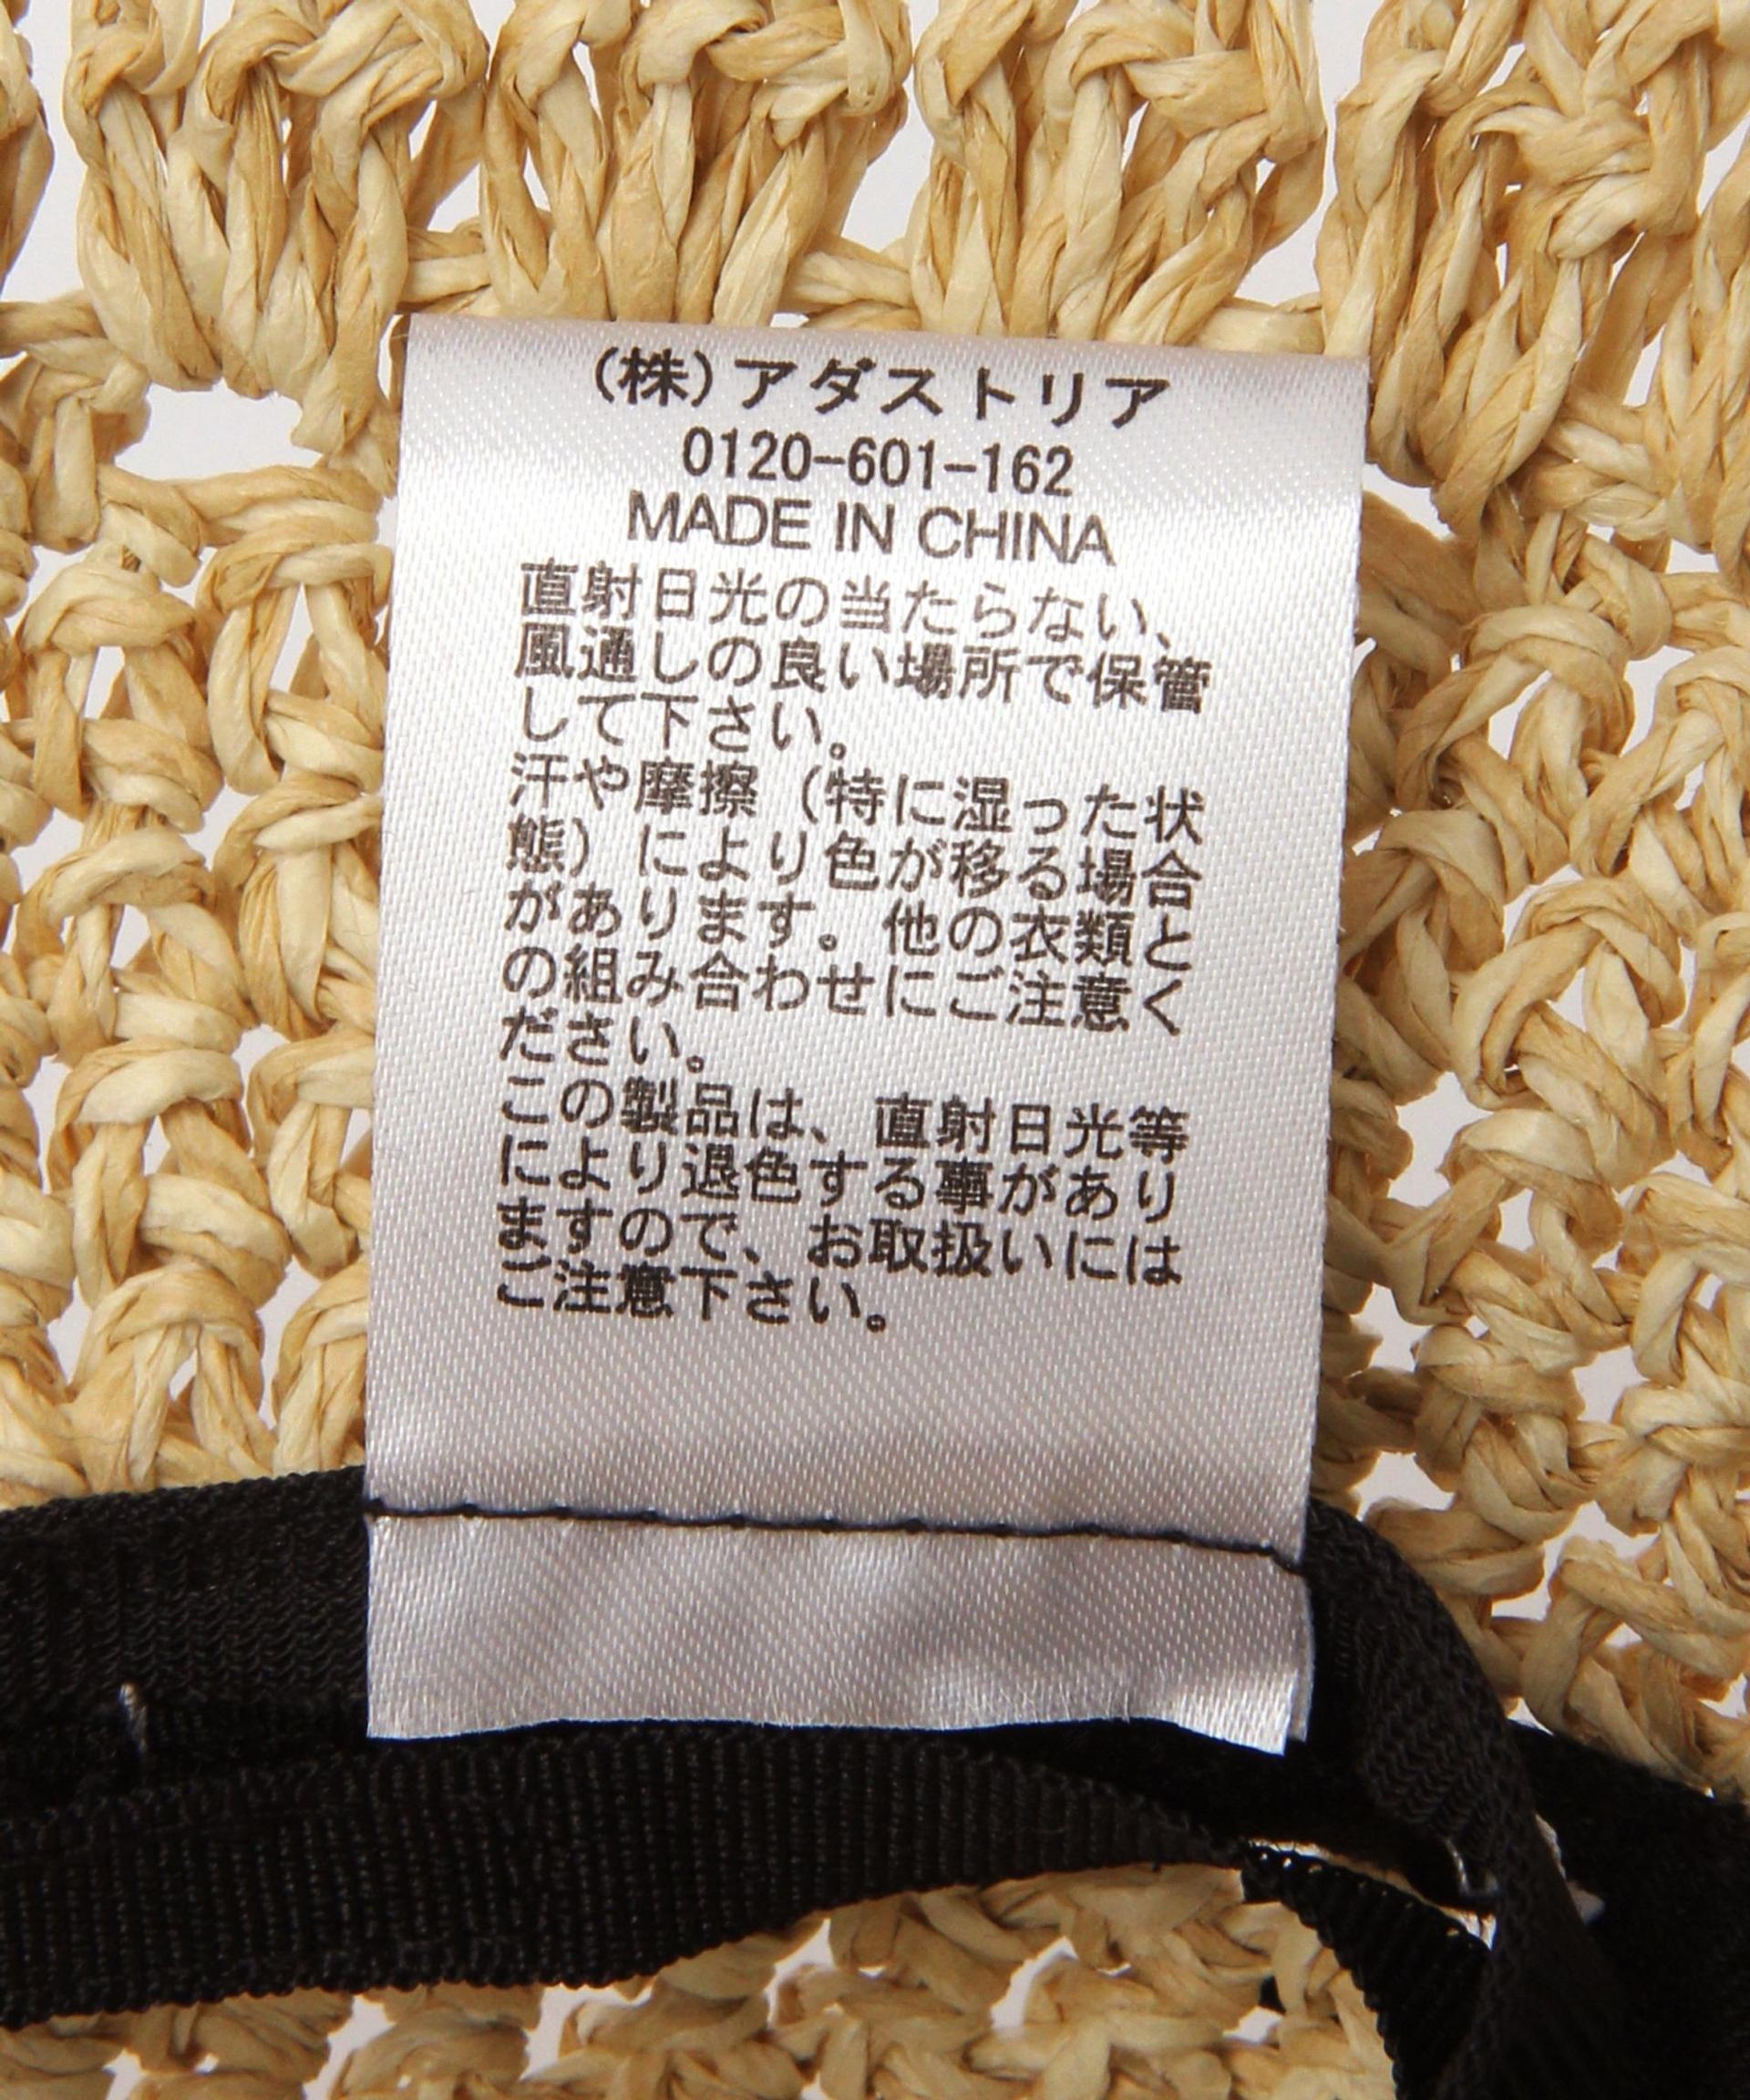 (株)アダストリア
0120-601-162
MADE IN CHINA
直射日光の当たらない、
風通しの良い場所で保管
して下さい。
汗や摩擦（特に湿った状
態）により色が移る場合
があります。他の衣類と
の組み合わせにご注意く
ださい。
この製品は、直射日光等
により退色する事があり
ますので、お取扱いには
ご注意下さい。